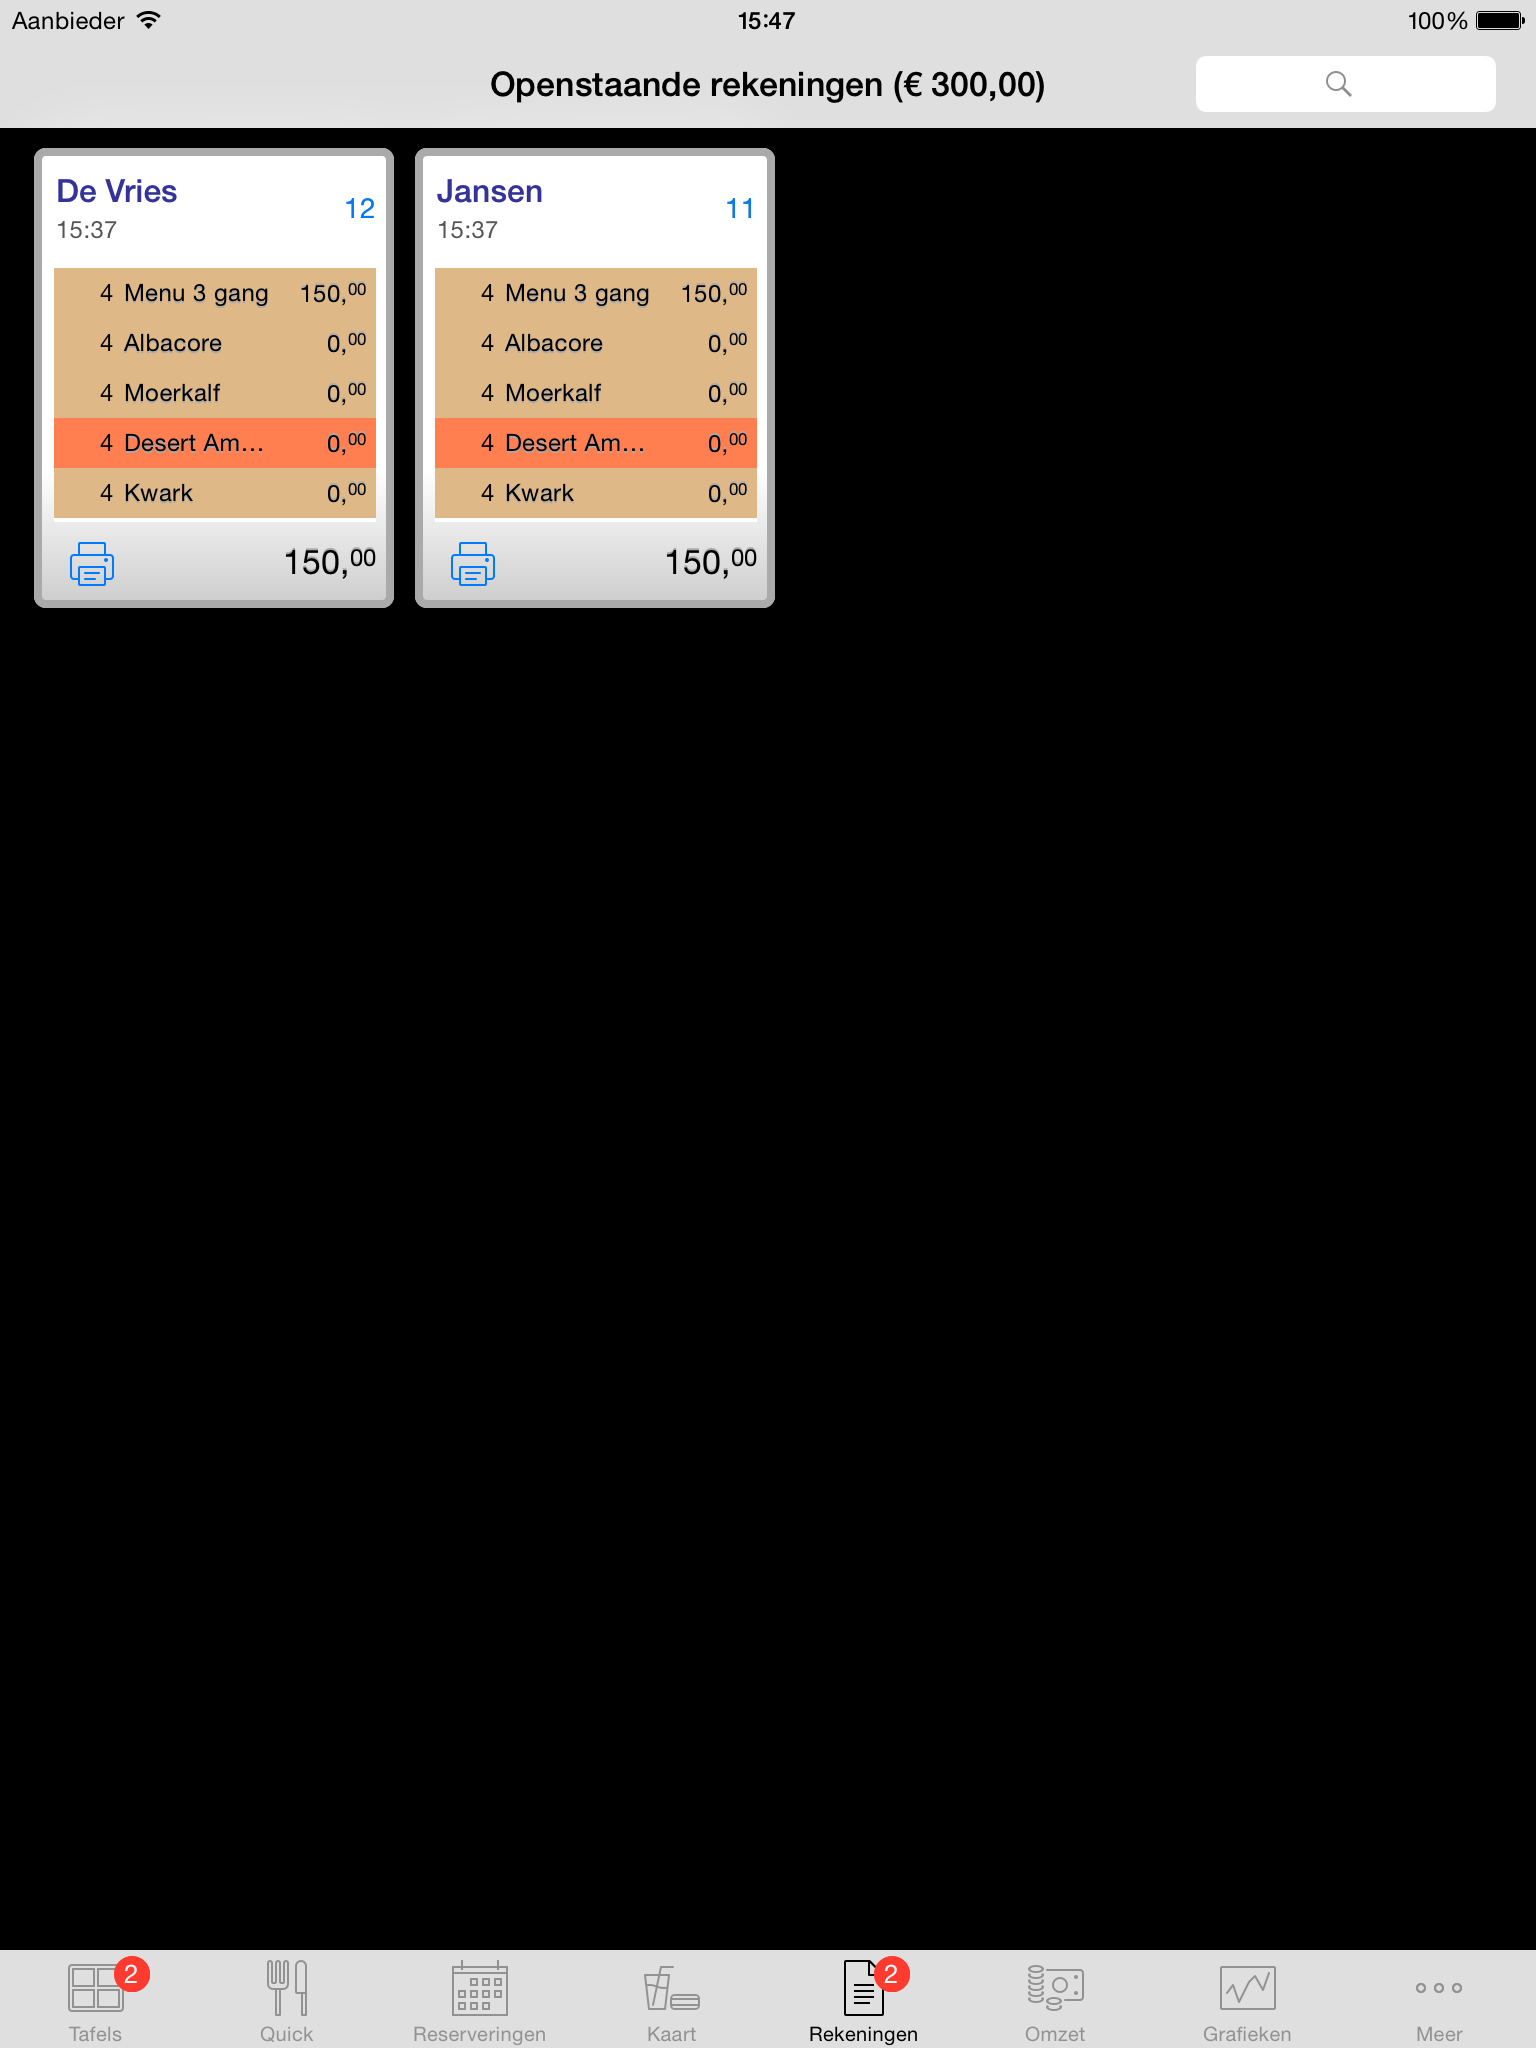 Aanbieder 15:47 100%
Openstaande rekeningen (€ 300,00)
De Vries
12
15:37
4 Menu 3 gang 150,00
4 Albacore 0,00
4 Moerkalf 0,00
4 Desert Am... 0,00
4 Kwark 0,00
150,00
Jansen
11
15:37
4 Menu 3 gang 150,00
4 Albacore 0,00
4 Moerkalf 0,00
4 Desert Am... 0,00
4 Kwark 0,00
150,00
2 2
Tafels Quick Reserveringen Kaart Rekeningen Omzet Grafieken Meer